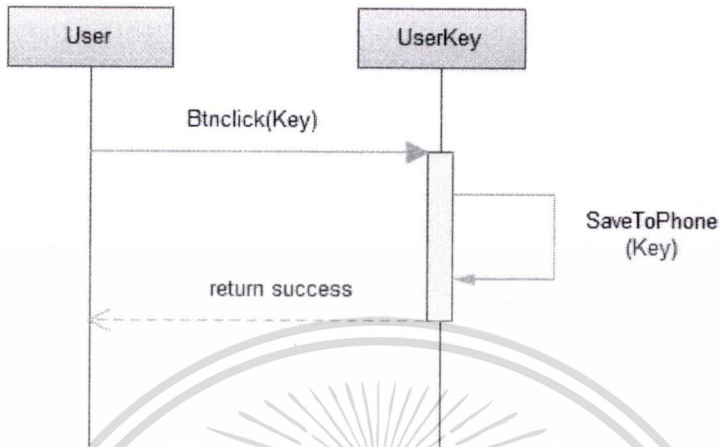 User
UserKey
Btnclick(Key)
SaveToPhone
(Key)
return success